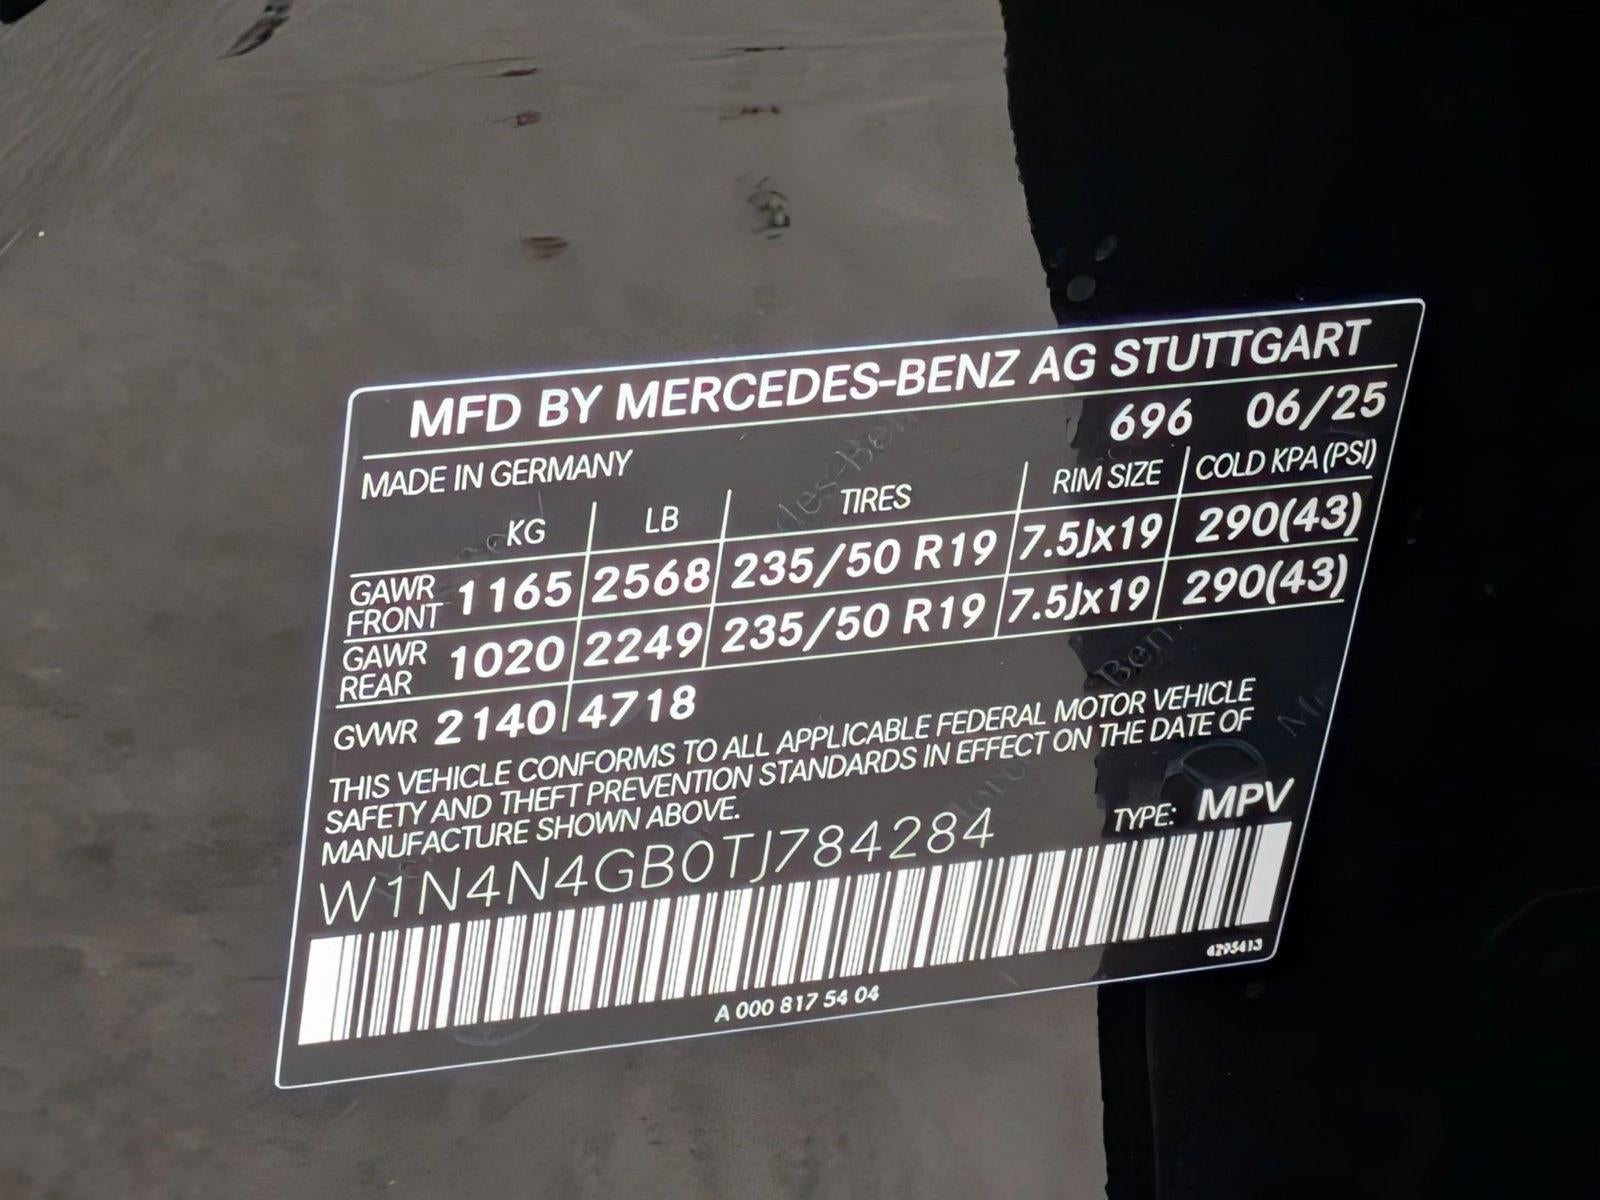 MFD BY MERCEDES-BENZ AG STUTTGART
696 06/25
MADE IN GERMANY
KG LB TIRES RIM SIZE COLD KPA (PSI)
GAWR FRONT 1165 2568 235/50 R19 7.5Jx19 290(43)
GAWR REAR 1020 2249 235/50 R19 7.5Jx19 290(43)
GVWR 2140 4718
THIS VEHICLE CONFORMS TO ALL APPLICABLE FEDERAL MOTOR VEHICLE
SAFETY AND THEFT PREVENTION STANDARDS IN EFFECT ON THE DATE OF
MANUFACTURE SHOWN ABOVE.
TYPE: MPV
W1N4N4GB0TJ784284
4295413
A 000 817 54 04